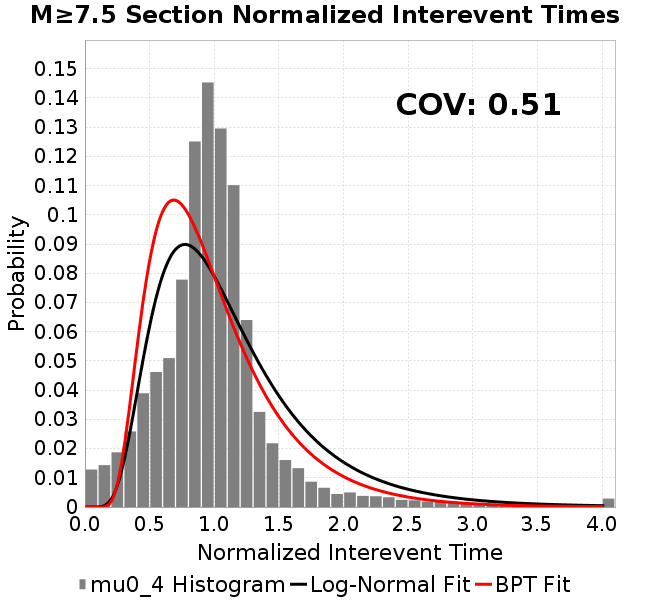 M≥7.5 Section Normalized Interevent Times
COV: 0.51
Probability
0.15
0.14
0.13
0.12
0.11
0.1
0.09
0.08
0.07
0.06
0.05
0.04
0.03
0.02
0.01
0
0.0 0.5 1.0 1.5 2.0 2.5 3.0 3.5 4.0
Normalized Interevent Time
mu0_4 Histogram Log-Normal Fit BPT Fit